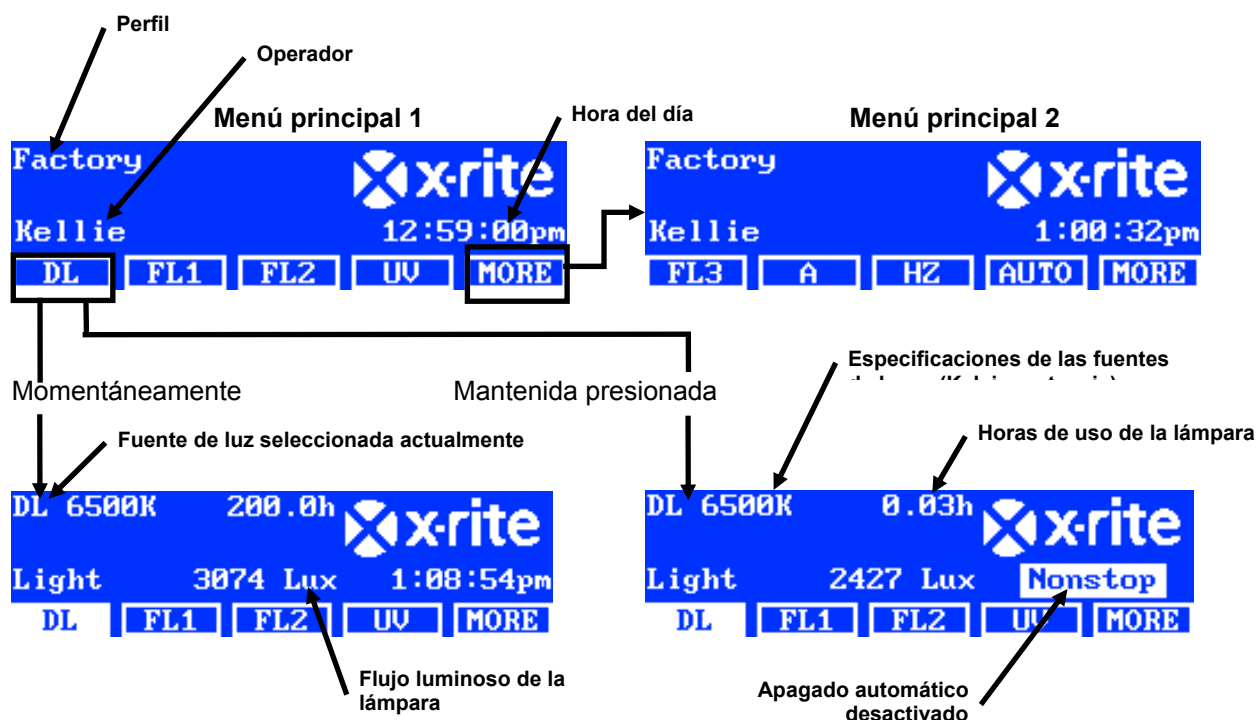 Perfil
Operador
Menú principal 1
Hora del día
Menú principal 2
Factory
x·rite
Kellie
12:59:00pm
DL FL1 FL2 UV MORE
Factory
x·rite
Kellie
1:00:32pm
FL3 A HZ AUTO MORE
Momentáneamente
Mantenida presionada
Especificaciones de las fuentes
Fuente de luz seleccionada actualmente
Horas de uso de la lámpara
DL 6500K 200.0h
x·rite
Light 3074 Lux 1:08:54pm
DL FL1 FL2 UV MORE
DL 6500K 0.03h
x·rite
Light 2427 Lux Nonstop
DL FL1 FL2 UV MORE
Flujo luminoso de la
lámpara
Apagado automático
desactivado